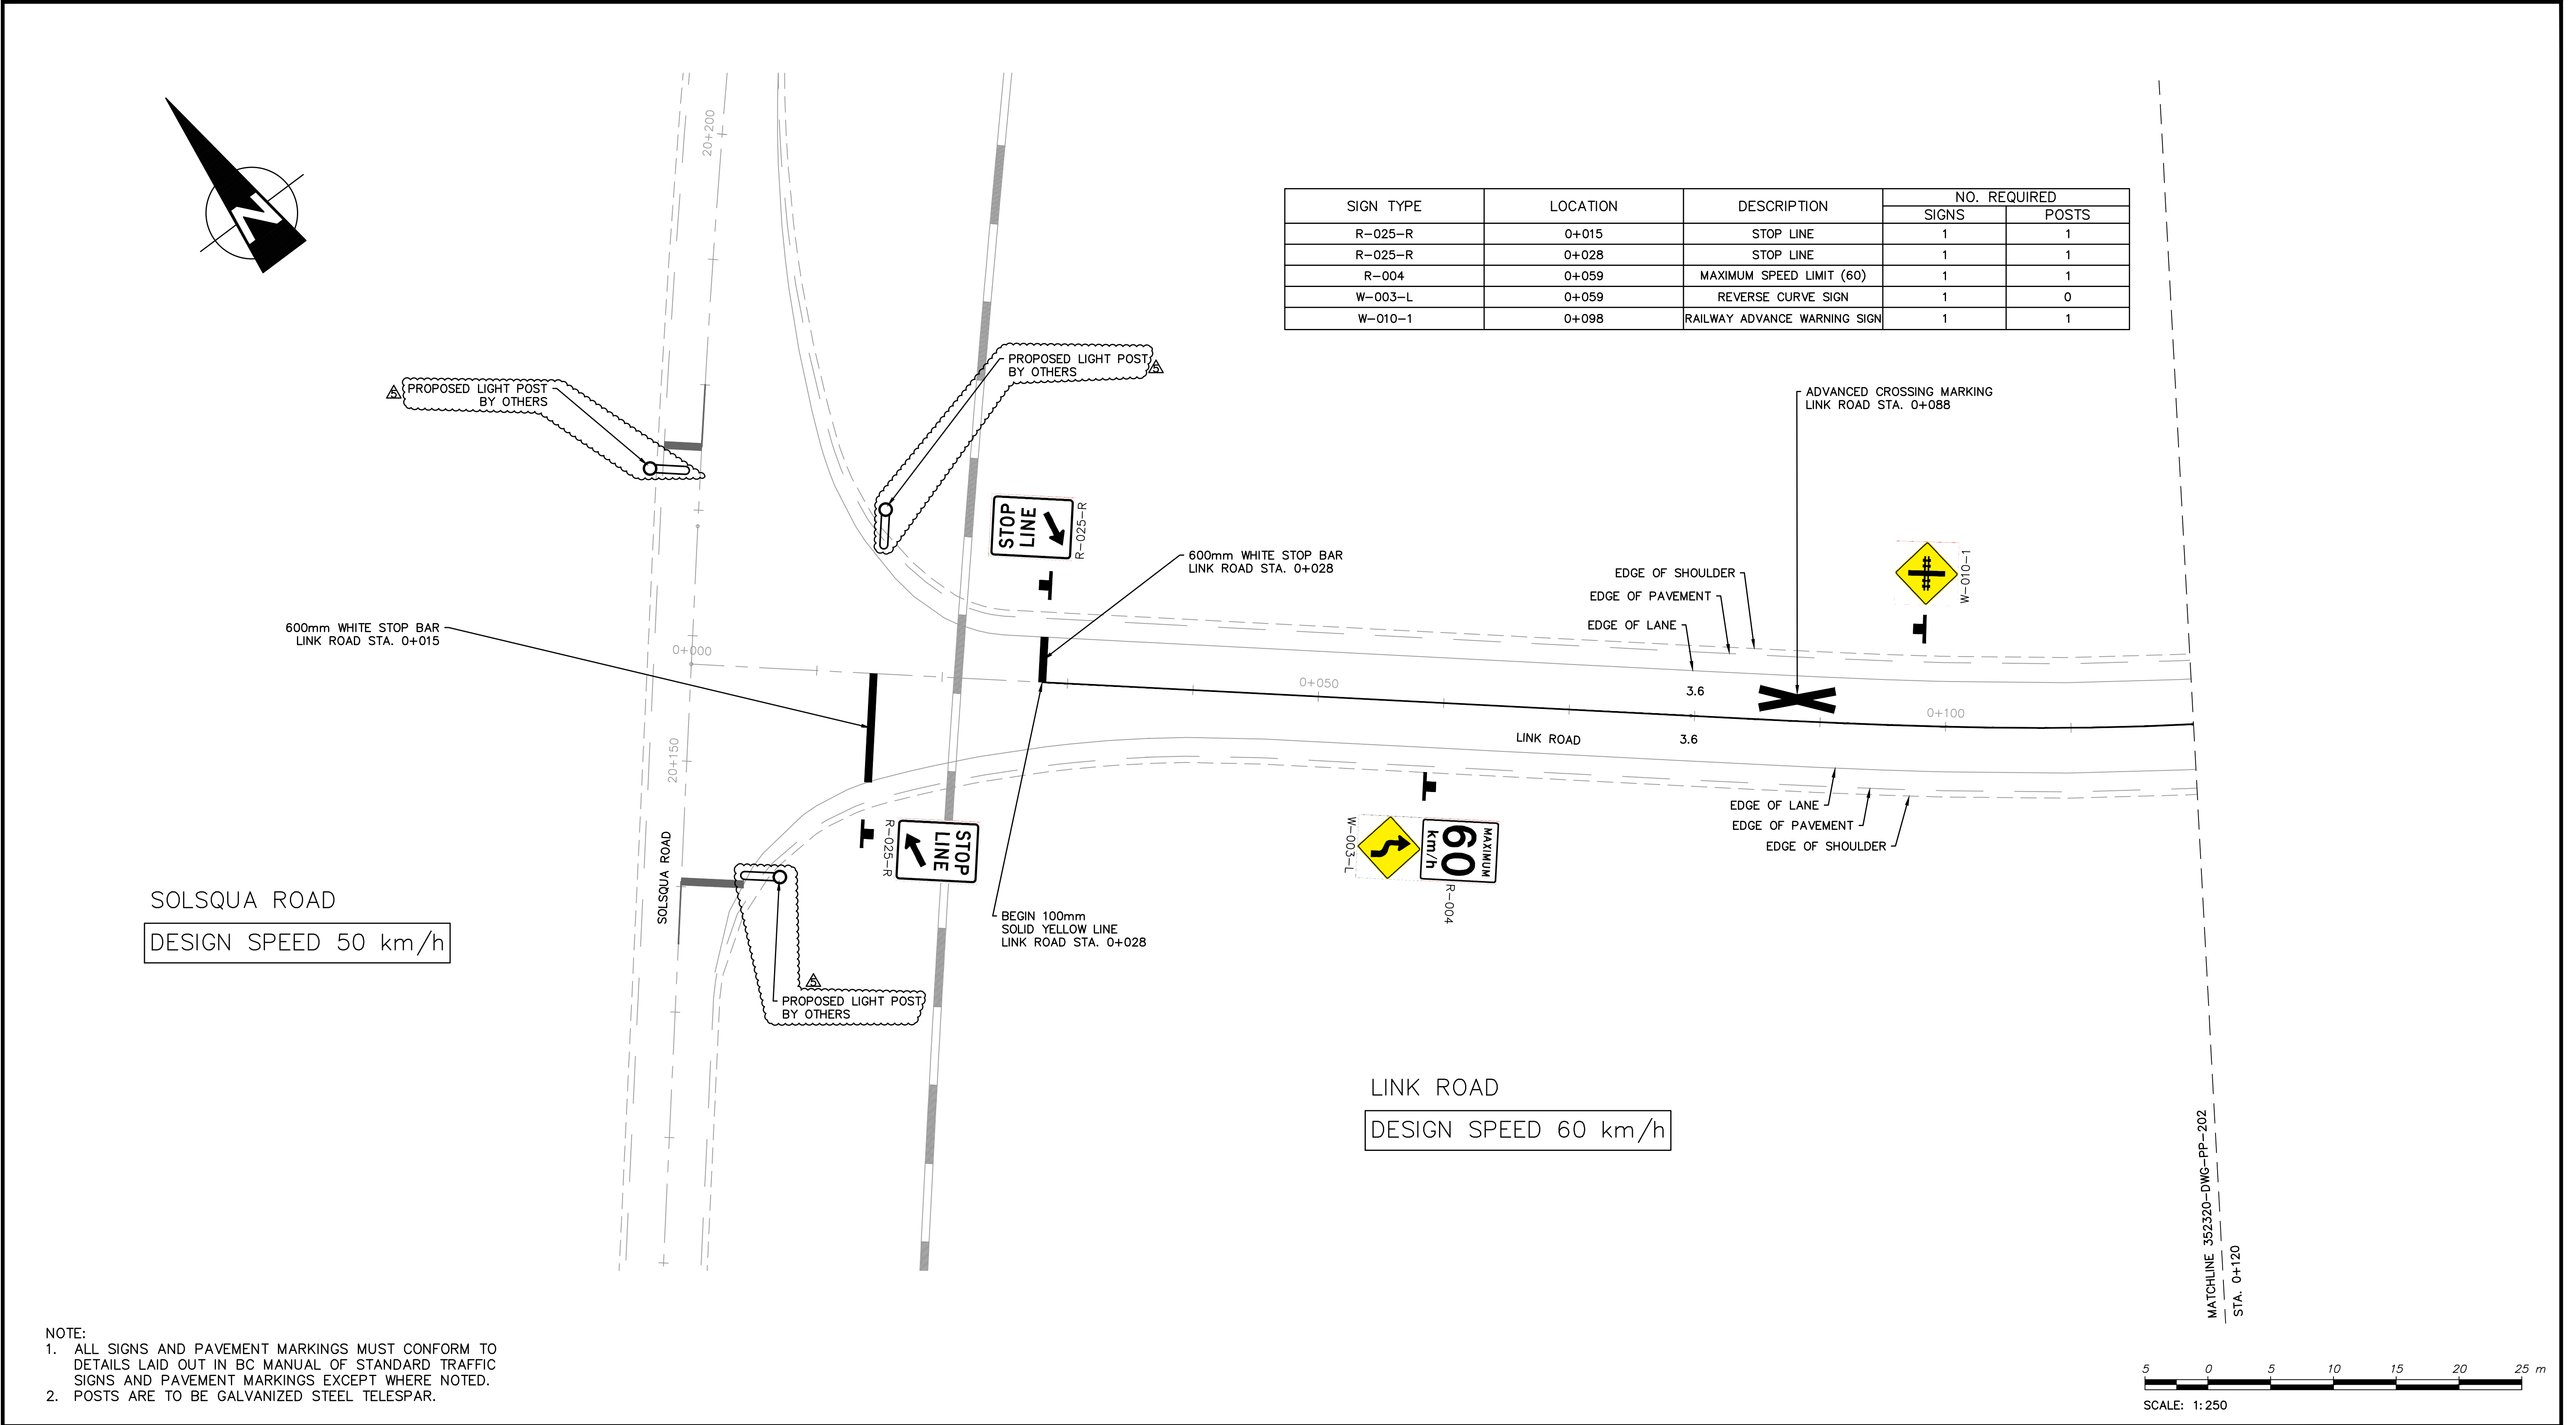 N
20+200
SIGN TYPE LOCATION DESCRIPTION NO. REQUIRED
SIGNS POSTS
R-025-R 0+015 STOP LINE 1 1
R-025-R 0+028 STOP LINE 1 1
R-004 0+059 MAXIMUM SPEED LIMIT (60) 1 1
W-003-L 0+059 REVERSE CURVE SIGN 1 0
W-010-1 0+098 RAILWAY ADVANCE WARNING SIGN 1 1
PROPOSED LIGHT POST
BY OTHERS
5
5
PROPOSED LIGHT POST
BY OTHERS
ADVANCED CROSSING MARKING
LINK ROAD STA. 0+088
STOP
LINE
R-025-R
600mm WHITE STOP BAR
LINK ROAD STA. 0+028
EDGE OF SHOULDER
EDGE OF PAVEMENT
EDGE OF LANE
W-010-1
600mm WHITE STOP BAR
LINK ROAD STA. 0+015
0+000
0+050
3.6
0+100
LINK ROAD
3.6
20+150
SOLSQUA ROAD
R-025-R
STOP
LINE
W-003-L
MAXIMUM
60
km/h
R-004
EDGE OF LANE
EDGE OF PAVEMENT
EDGE OF SHOULDER
SOLSQUA ROAD
DESIGN SPEED 50 km/h
BEGIN 100mm
SOLID YELLOW LINE
LINK ROAD STA. 0+028
5
PROPOSED LIGHT POST
BY OTHERS
LINK ROAD
DESIGN SPEED 60 km/h
MATCHLINE 352320-DWG-PP-202
STA. 0+120
NOTE:
1. ALL SIGNS AND PAVEMENT MARKINGS MUST CONFORM TO
DETAILS LAID OUT IN BC MANUAL OF STANDARD TRAFFIC
SIGNS AND PAVEMENT MARKINGS EXCEPT WHERE NOTED.
2. POSTS ARE TO BE GALVANIZED STEEL TELESPAR.
5 0 5 10 15 20 25 m
SCALE: 1:250